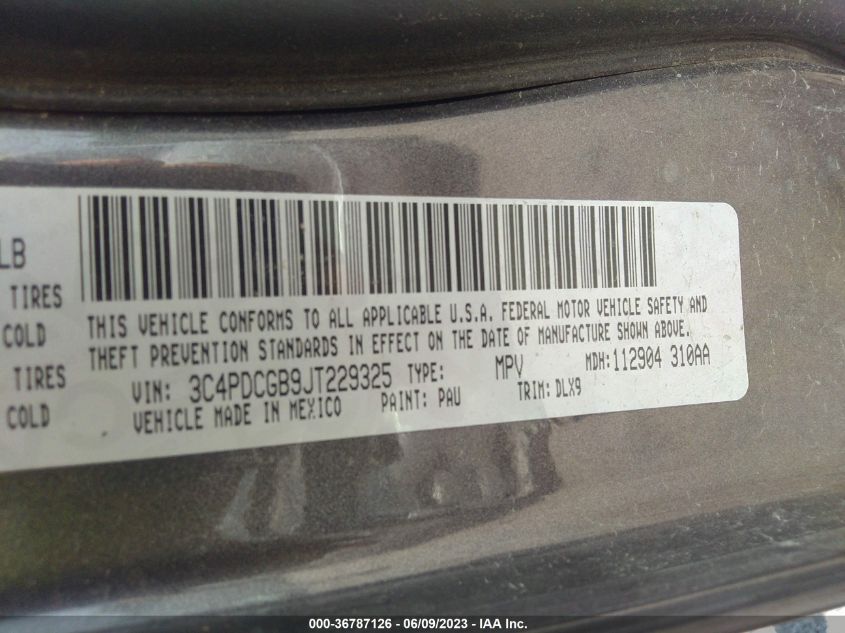 LB
TIRES
COLD
TIRES
COLD
THIS VEHICLE CONFORMS TO ALL APPLICABLE U.S.A. FEDERAL MOTOR VEHICLE SAFETY AND
THEFT PREVENTION STANDARDS IN EFFECT ON THE DATE OF MANUFACTURE SHOWN ABOVE.
VIN: 3C4PDCGB9JT229325 TYPE: MPV MDH:112904 310AA
VEHICLE MADE IN MEXICO PAINT: PAU TRIM: DLX9
000-36787126 - 06/09/2023 - IAA Inc.